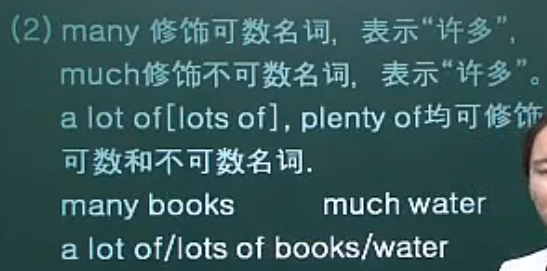 (2) many 修饰可数名词, 表示“许多”,
much修饰不可数名词, 表示“许多”。
a lot of[lots of], plenty of均可修饰
可数和不可数名词.
many books much water
a lot of/lots of books/water